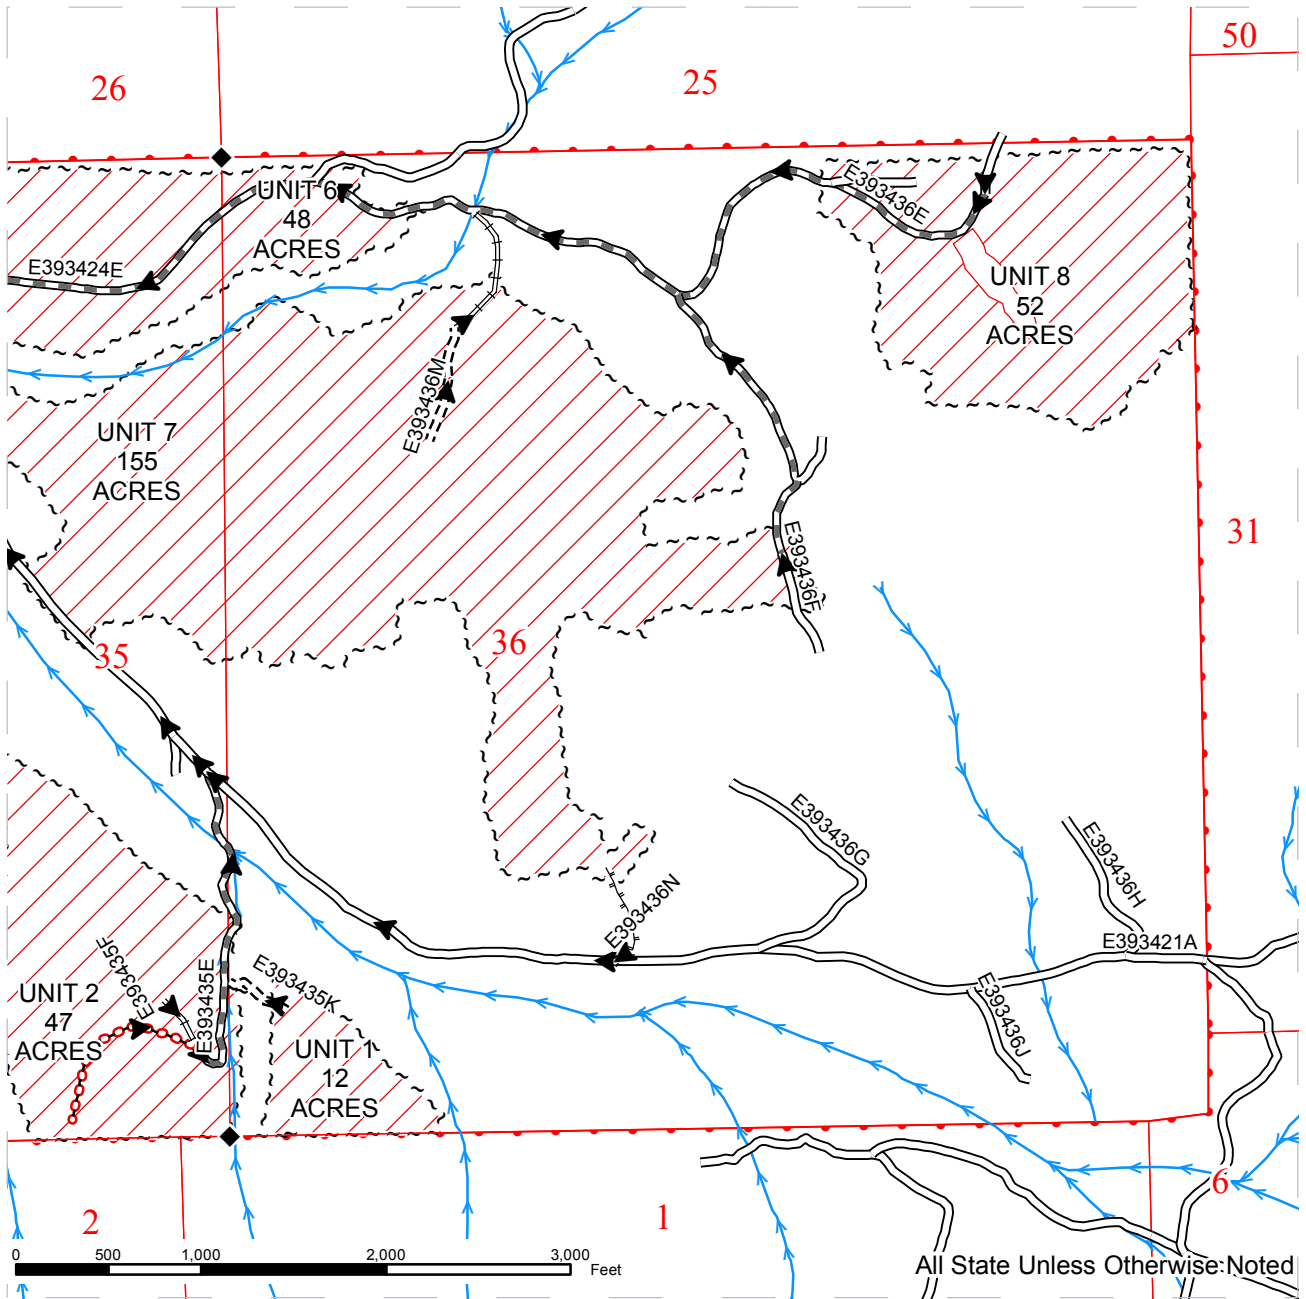 50
26
25
E393436E
UNIT 6
48
ACRES
E393424E
UNIT 8
52
ACRES
E393436M
UNIT 7
155
ACRES
31
E393436F
36
35
E393436G
E393436H
E393436N
E393421A
E393435F
E393435E
E393435K
E393436J
UNIT 2
47
ACRES
UNIT 1
12
ACRES
6
2
1
0 500 1,000 2,000 3,000
Feet
All State Unless Otherwise Noted